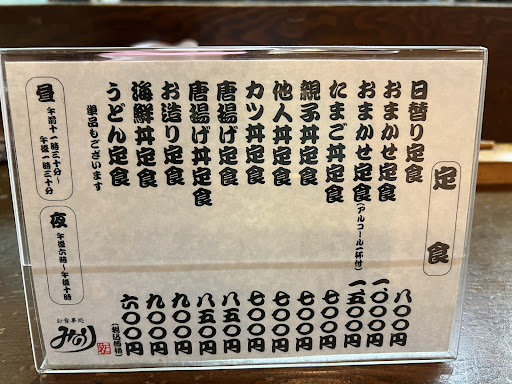 定食
日替り定食 八〇〇円
おまかせ定食 一、〇〇〇円
おまかせ定食(アルコール一杯付) 一五〇〇円
たまご丼定食 七〇〇円
親子丼定食 七〇〇円
他人丼定食 七〇〇円
カツ丼定食 七〇〇円
唐揚げ定食 八五〇円
唐揚げ丼定食 八五〇円
お造り定食 九〇〇円
海鮮丼定食 九〇〇円
うどん定食 六〇〇円
単品もございます
(税込価格)
昼 午前十一時三十分~
午後一時三十分
夜 午後六時~午後十時
お食事処
みのり